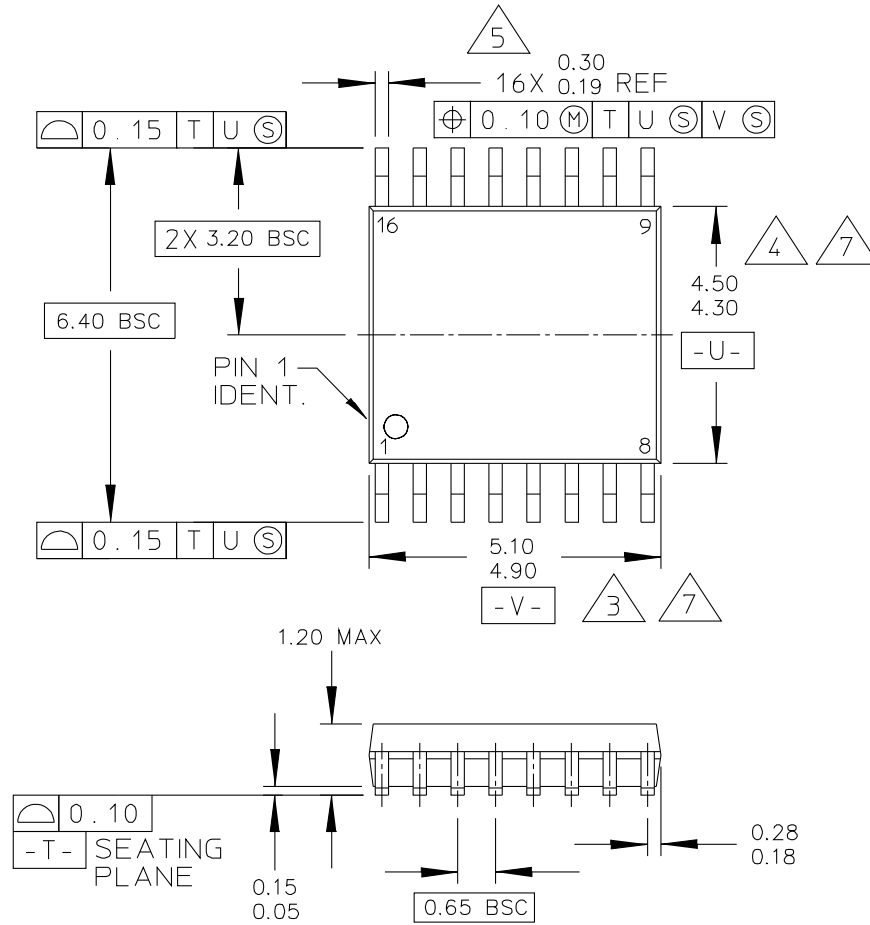 5
0.30
16X 0.19 REF
⌖ 0.10 Ⓜ T U Ⓢ V Ⓢ
⌓ 0.15 T U Ⓢ
2X 3.20 BSC
6.40 BSC
16
9
4 7
4.50
4.30
-U-
PIN 1
IDENT.
1
8
⌓ 0.15 T U Ⓢ
5.10
4.90
-V- 3 7
1.20 MAX
⌓ 0.10
-T- SEATING
PLANE
0.15
0.05
0.65 BSC
0.28
0.18